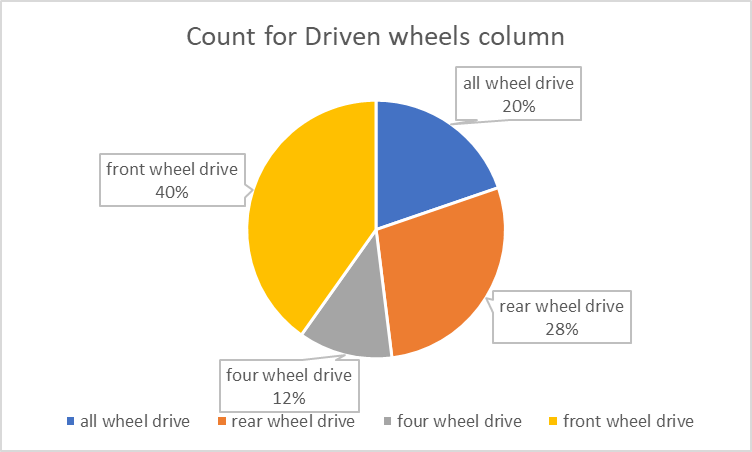 Count for Driven wheels column
all wheel drive
20%
front wheel drive
40%
rear wheel drive
28%
four wheel drive
12%
all wheel drive rear wheel drive four wheel drive front wheel drive